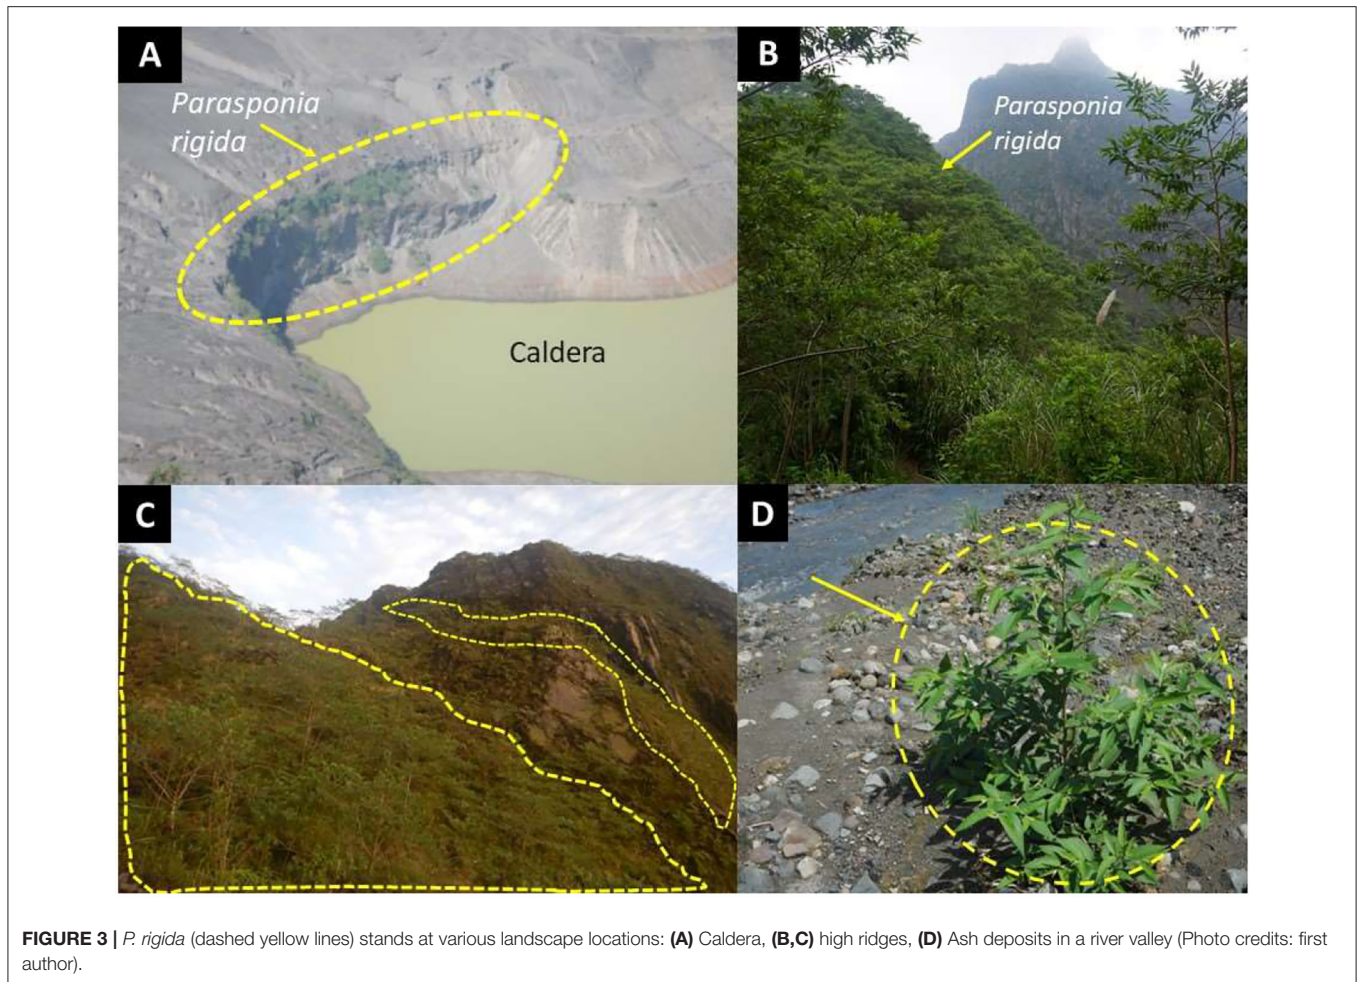 A
Parasponia
rigida
Caldera
B
Parasponia
rigida
C
D
FIGURE 3 | P. rigida (dashed yellow lines) stands at various landscape locations: (A) Caldera, (B,C) high ridges, (D) Ash deposits in a river valley (Photo credits: first
author).